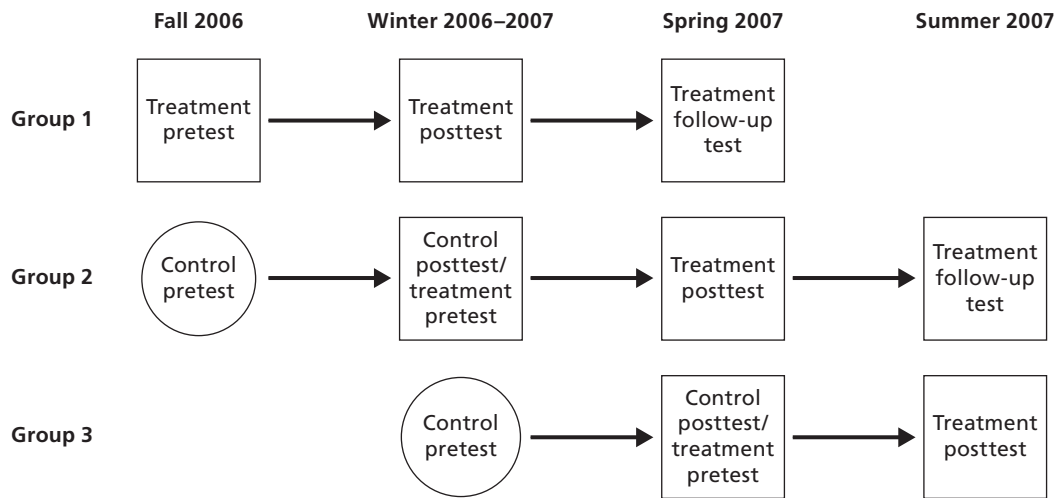 Fall 2006
Winter 2006–2007
Spring 2007
Summer 2007
Group 1
Treatment
pretest
Treatment
posttest
Treatment
follow-up
test
Group 2
Control
pretest
Control
posttest/
treatment
pretest
Treatment
posttest
Treatment
follow-up
test
Group 3
Control
pretest
Control
posttest/
treatment
pretest
Treatment
posttest